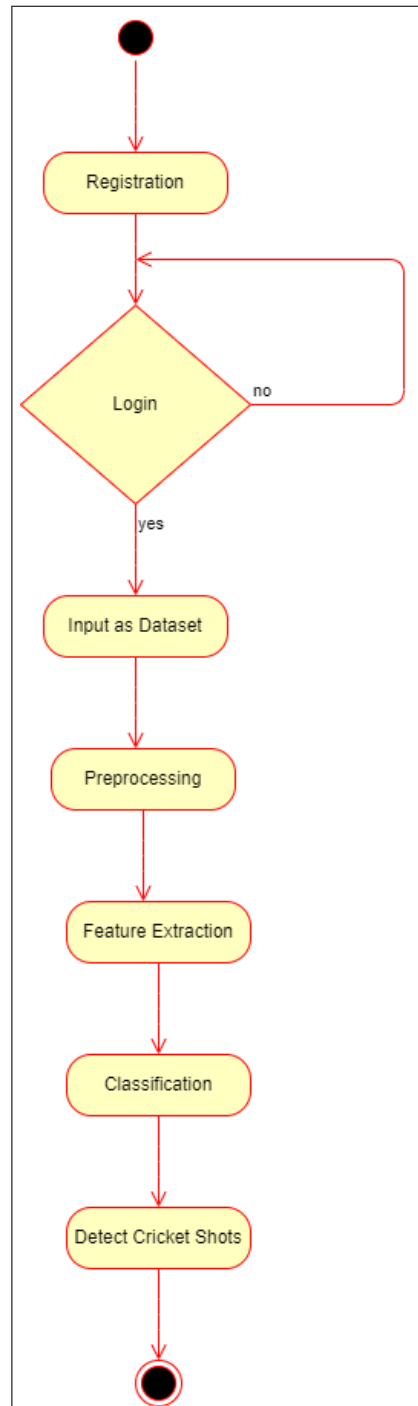 Registration
Login
no
yes
Input as Dataset
Preprocessing
Feature Extraction
Classification
Detect Cricket Shots